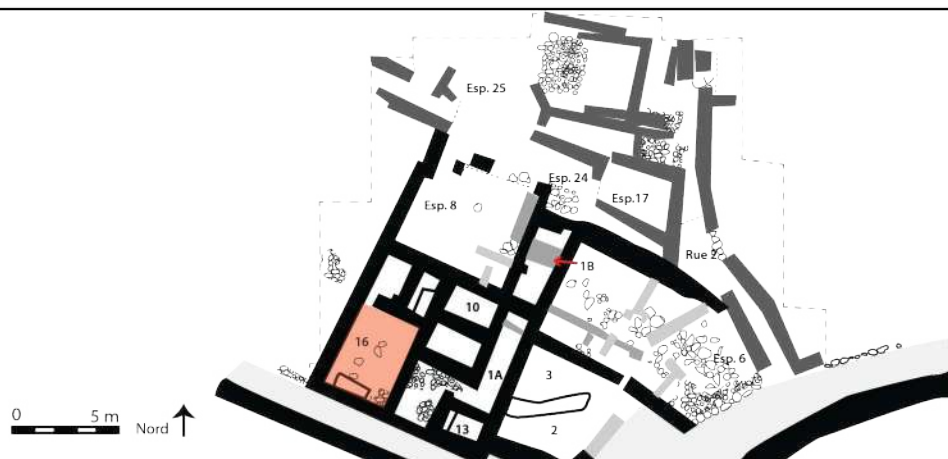 Esp. 25
Esp. 24
Esp.17
Esp. 8
Rue 2
1B
10
16
Esp. 6
3
1A
0 5 m
Nord
13
2